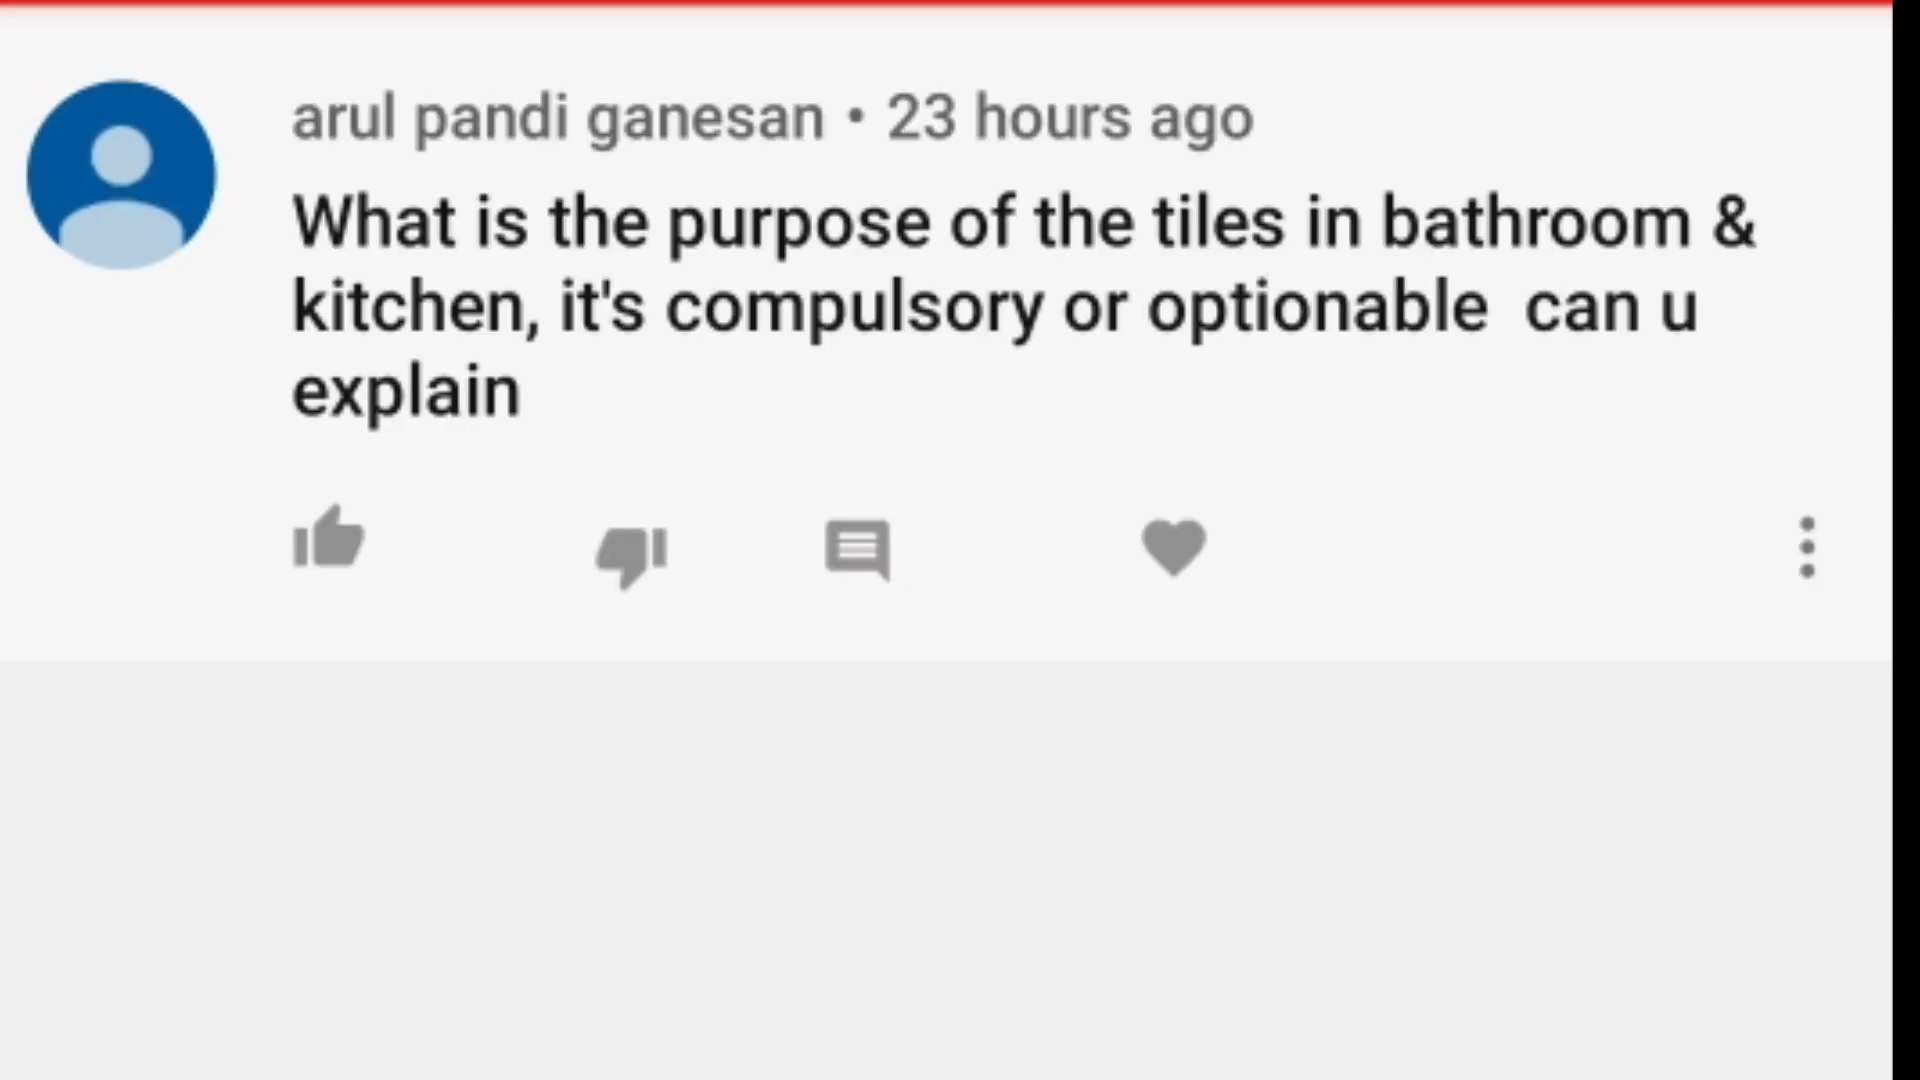 arul pandi ganesan • 23 hours ago
What is the purpose of the tiles in bathroom &
kitchen, it's compulsory or optionable  can u
explain